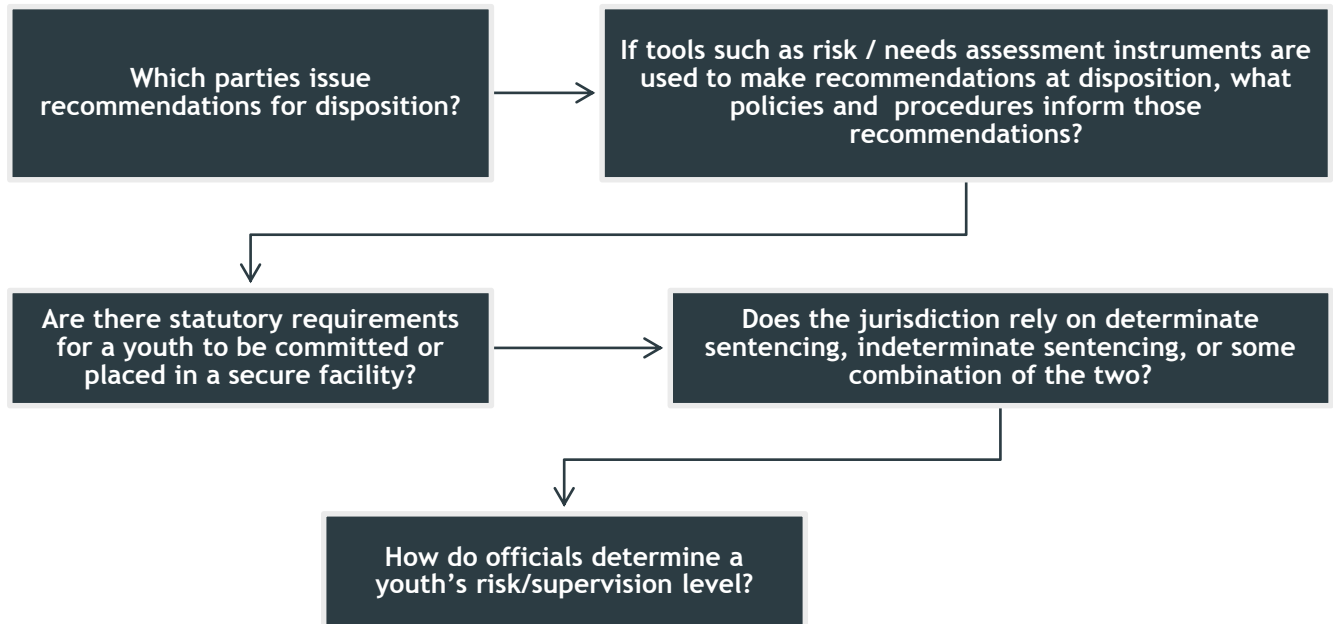 Which parties issue
recommendations for disposition?
If tools such as risk / needs assessment instruments are
used to make recommendations at disposition, what
policies and  procedures inform those
recommendations?
Are there statutory requirements
for a youth to be committed or
placed in a secure facility?
Does the jurisdiction rely on determinate
sentencing, indeterminate sentencing, or some
combination of the two?
How do officials determine a
youth’s risk/supervision level?